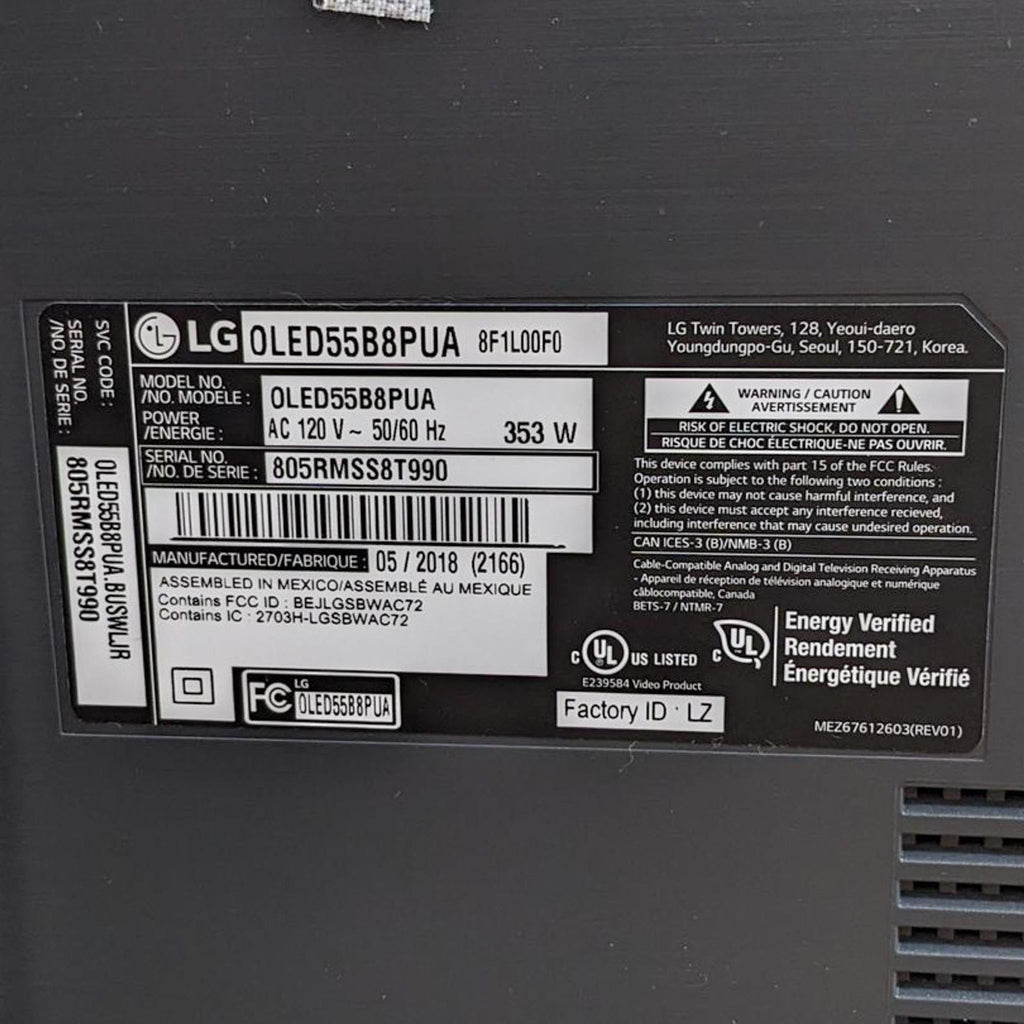 SVC CODE :
SERIAL NO.
/NO. DE SERIE :
OLED55B8PUA.BUSWLJR
805RMSS8T990
LG OLED55B8PUA 8F1L00F0
MODEL NO.
/NO. MODELE : OLED55B8PUA
POWER
/ENERGIE : AC 120 V ~ 50/60 Hz 353 W
SERIAL NO.
/NO. DE SERIE : 805RMSS8T990
MANUFACTURED/FABRIQUE : 05 / 2018 (2166)
ASSEMBLED IN MEXICO/ASSEMBLÉ AU MEXIQUE
Contains FCC ID : BEJLGSBWAC72
Contains IC : 2703H-LGSBWAC72
FC LG
OLED55B8PUA
LG Twin Towers, 128, Yeoui-daero
Youngdungpo-Gu, Seoul, 150-721, Korea.
WARNING / CAUTION
AVERTISSEMENT
RISK OF ELECTRIC SHOCK, DO NOT OPEN.
RISQUE DE CHOC ÉLECTRIQUE-NE PAS OUVRIR.
This device complies with part 15 of the FCC Rules.
Operation is subject to the following two conditions :
(1) this device may not cause harmful interference, and
(2) this device must accept any interference recieved,
including interference that may cause undesired operation.
CAN ICES-3 (B)/NMB-3 (B)
Cable-Compatible Analog and Digital Television Receiving Apparatus
- Appareil de réception de télévision analogique et numérique
câblocompatible, Canada
BETS-7 / NTMR-7
C UL US LISTED
E239584 Video Product
C UL
Energy Verified
Rendement
Énergétique Vérifié
Factory ID : LZ
MEZ67612603(REV01)